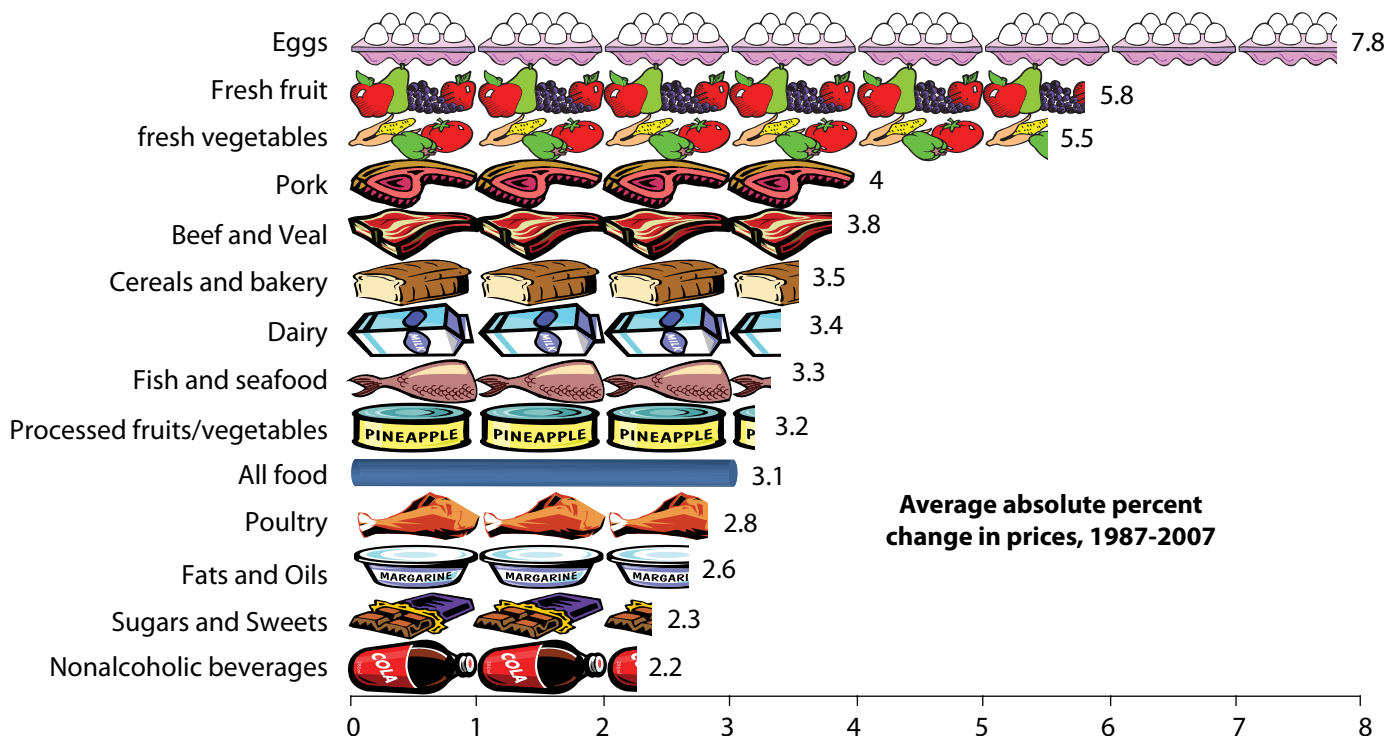 Eggs 7.8
Fresh fruit 5.8
fresh vegetables 5.5
Pork 4
Beef and Veal 3.8
Cereals and bakery 3.5
Dairy MILK MILK MILK 3.4
Fish and seafood 3.3
Processed fruits/vegetables PINEAPPLE PINEAPPLE PINEAPPLE P 3.2
All food 3.1
Average absolute percent
change in prices, 1987-2007
Poultry 2.8
Fats and Oils MARGARINE MARGARINE MARGARI 2.6
Sugars and Sweets 2.3
Nonalcoholic beverages COLA COLA 2.2
0 1 2 3 4 5 6 7 8